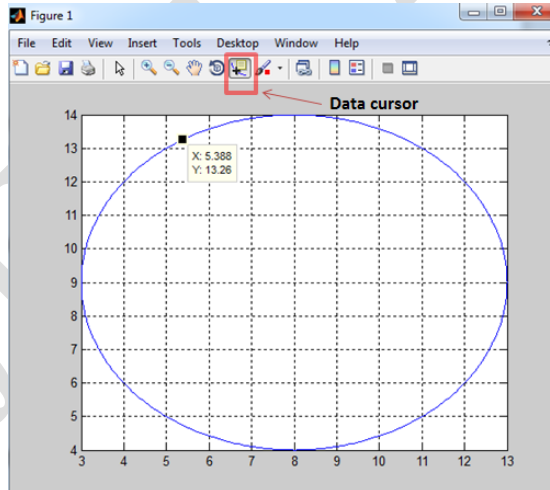 Figure 1
File Edit View Insert Tools Desktop Window Help
Data cursor
X: 5.388
Y: 13.26
14
13
12
11
10
9
8
7
6
5
4
3 4 5 6 7 8 9 10 11 12 13